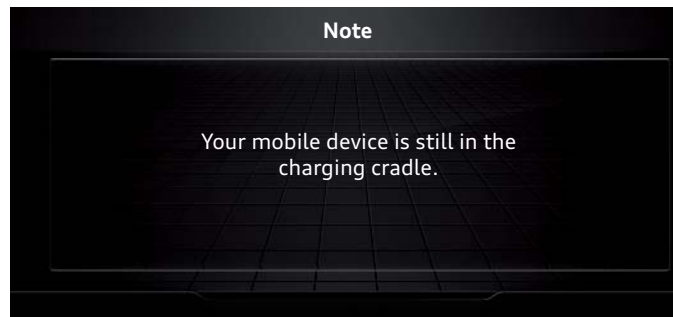 Note
Your mobile device is still in the
charging cradle.